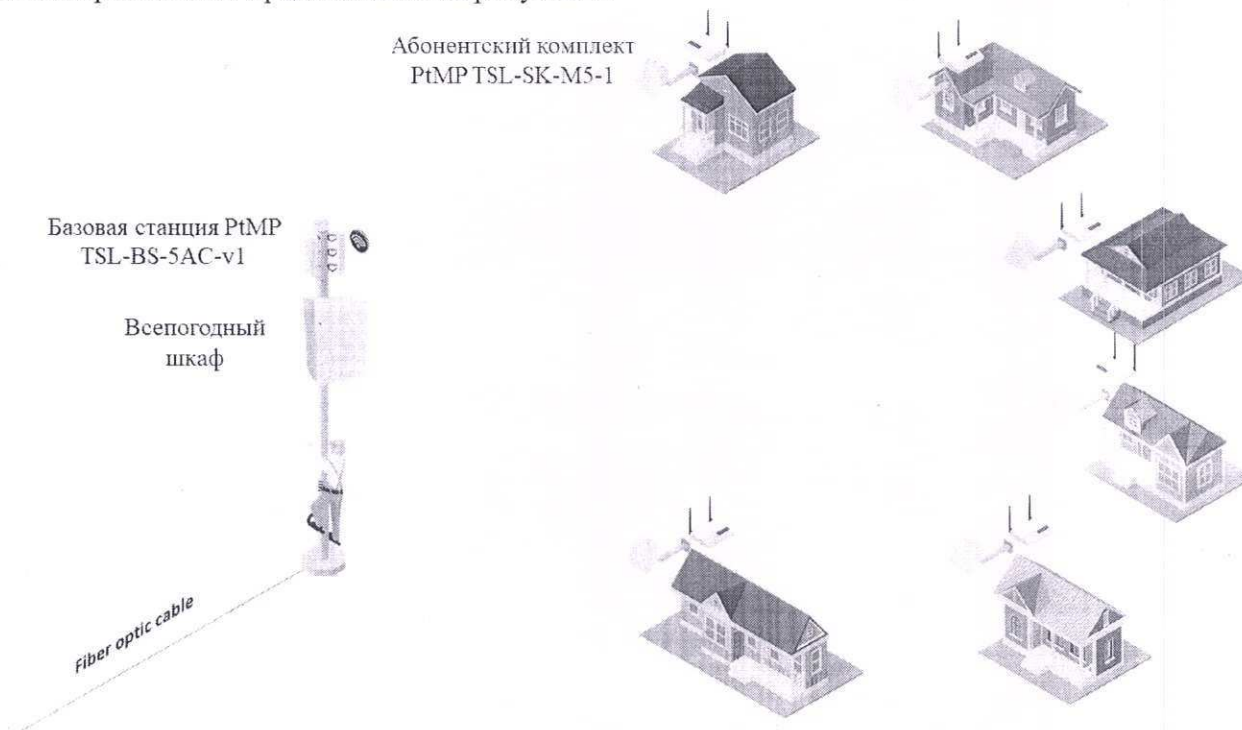 Абонентский комплект
PtMP TSL-SK-M5-1
Базовая станция PtMP
TSL-BS-5AC-v1
Всепогодный
шкаф
Fiber optic cable